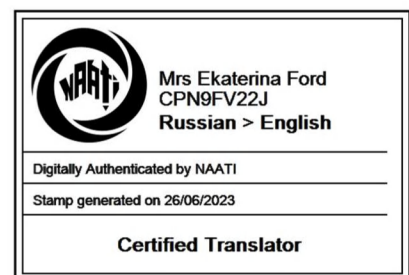 NAATI
Mrs Ekaterina Ford
CPN9FV22J
Russian > English
Digitally Authenticated by NAATI
Stamp generated on 26/06/2023
Certified Translator